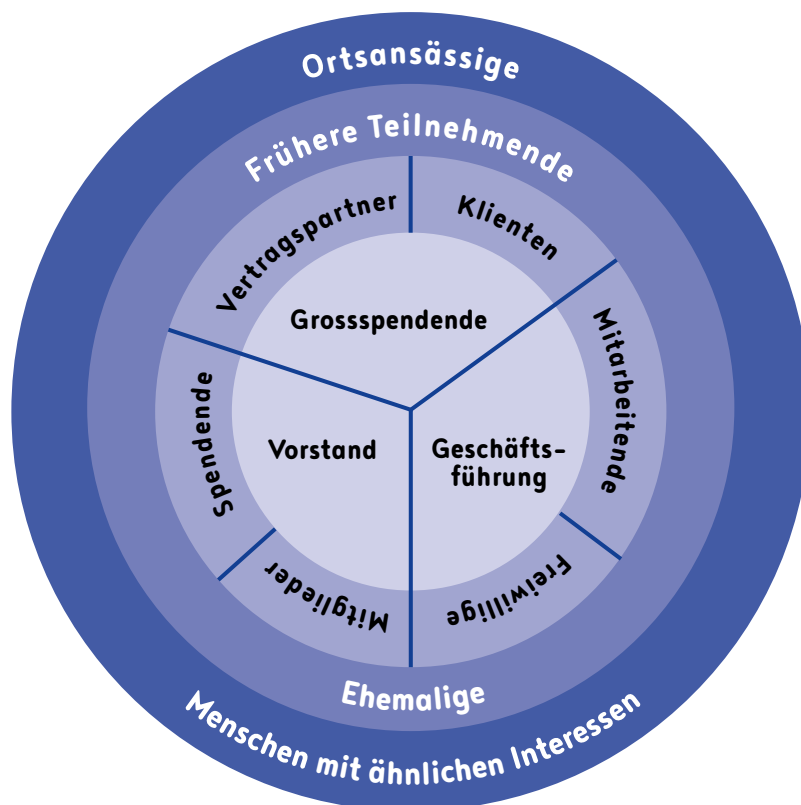 Ortsansässige
Frühere Teilnehmende
Vertragspartner
Klienten
Grossspendende
Mitarbeitende
Spendende
Vorstand
Geschäfts-
führung
Mitglieder
Freiwillige
Ehemalige
Menschen mit ähnlichen Interessen